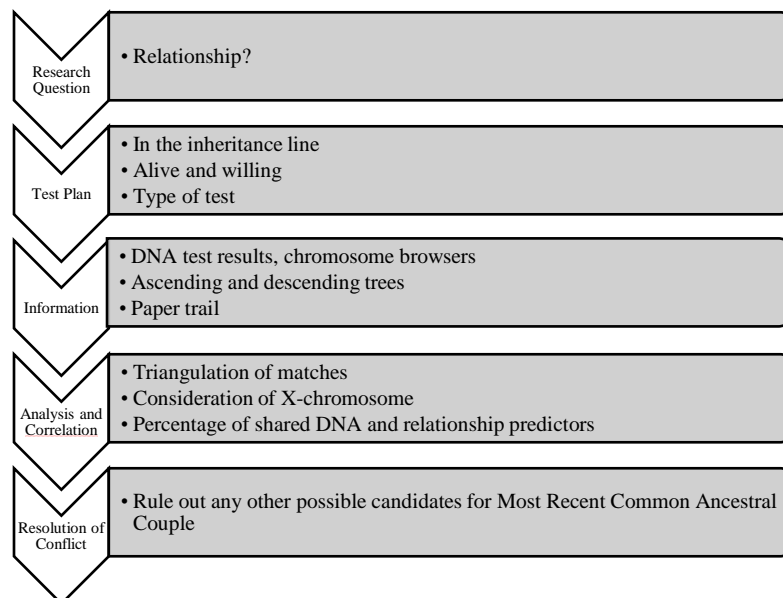 Research
Question
• Relationship?
Test Plan
• In the inheritance line
• Alive and willing
• Type of test
Information
• DNA test results, chromosome browsers
• Ascending and descending trees
• Paper trail
Analysis and
Correlation
• Triangulation of matches
• Consideration of X-chromosome
• Percentage of shared DNA and relationship predictors
Resolution of
Conflict
• Rule out any other possible candidates for Most Recent Common Ancestral
Couple